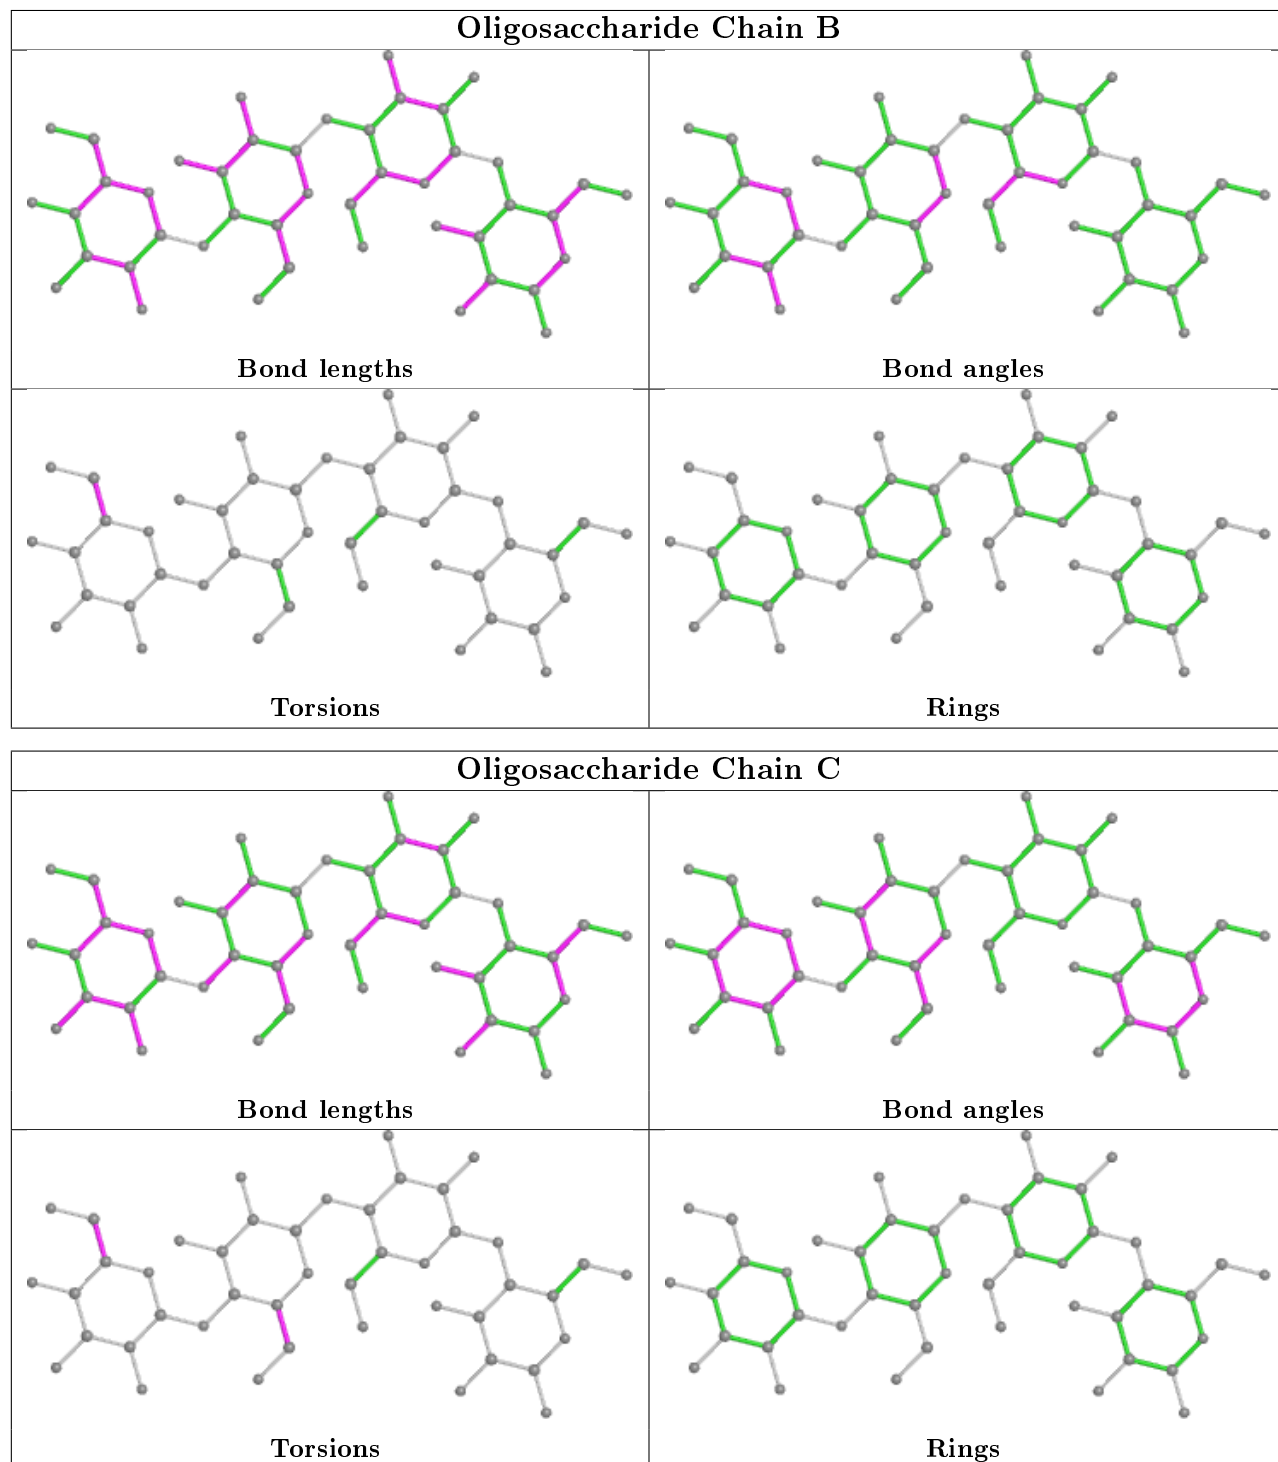 Oligosaccharide Chain B
Bond lengths
Bond angles
Torsions
Rings
Oligosaccharide Chain C
Bond lengths
Bond angles
Torsions
Rings